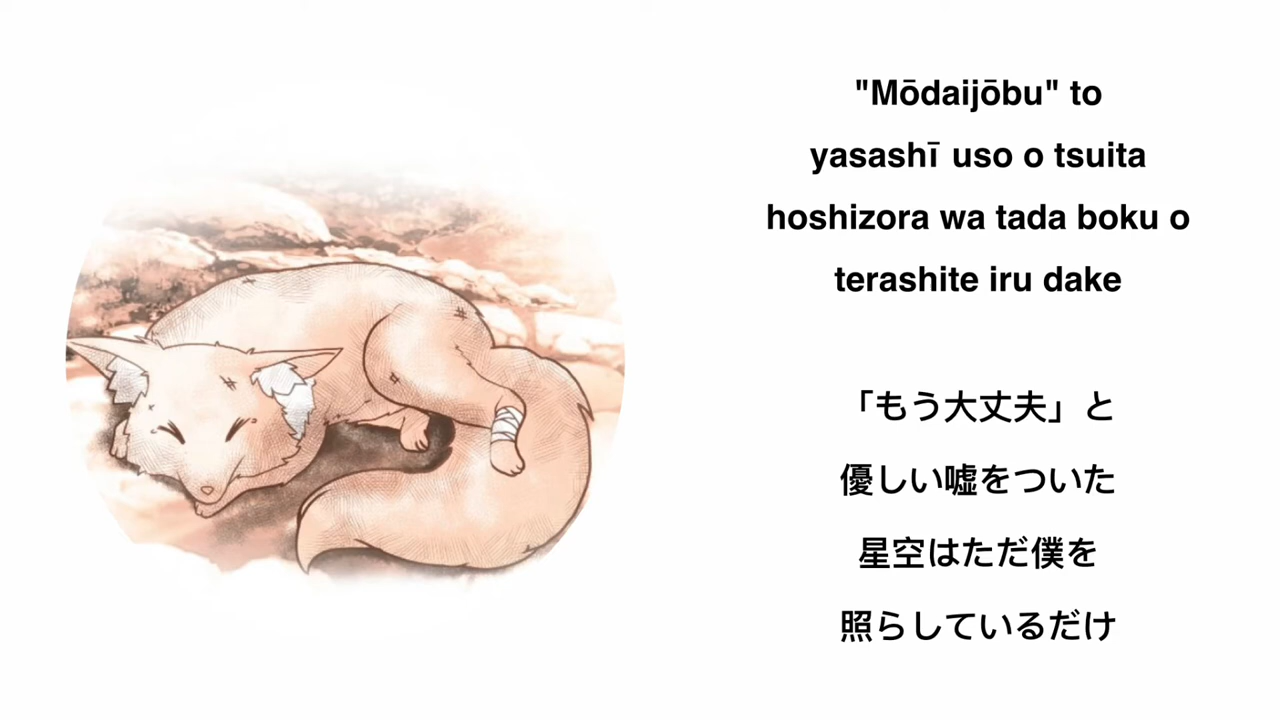 "Mōdaijōbu" to
yasashī uso o tsuita
hoshizora wa tada boku o
terashite iru dake
「もう大丈夫」と
優しい嘘をついた
星空はただ僕を
照らしているだけ